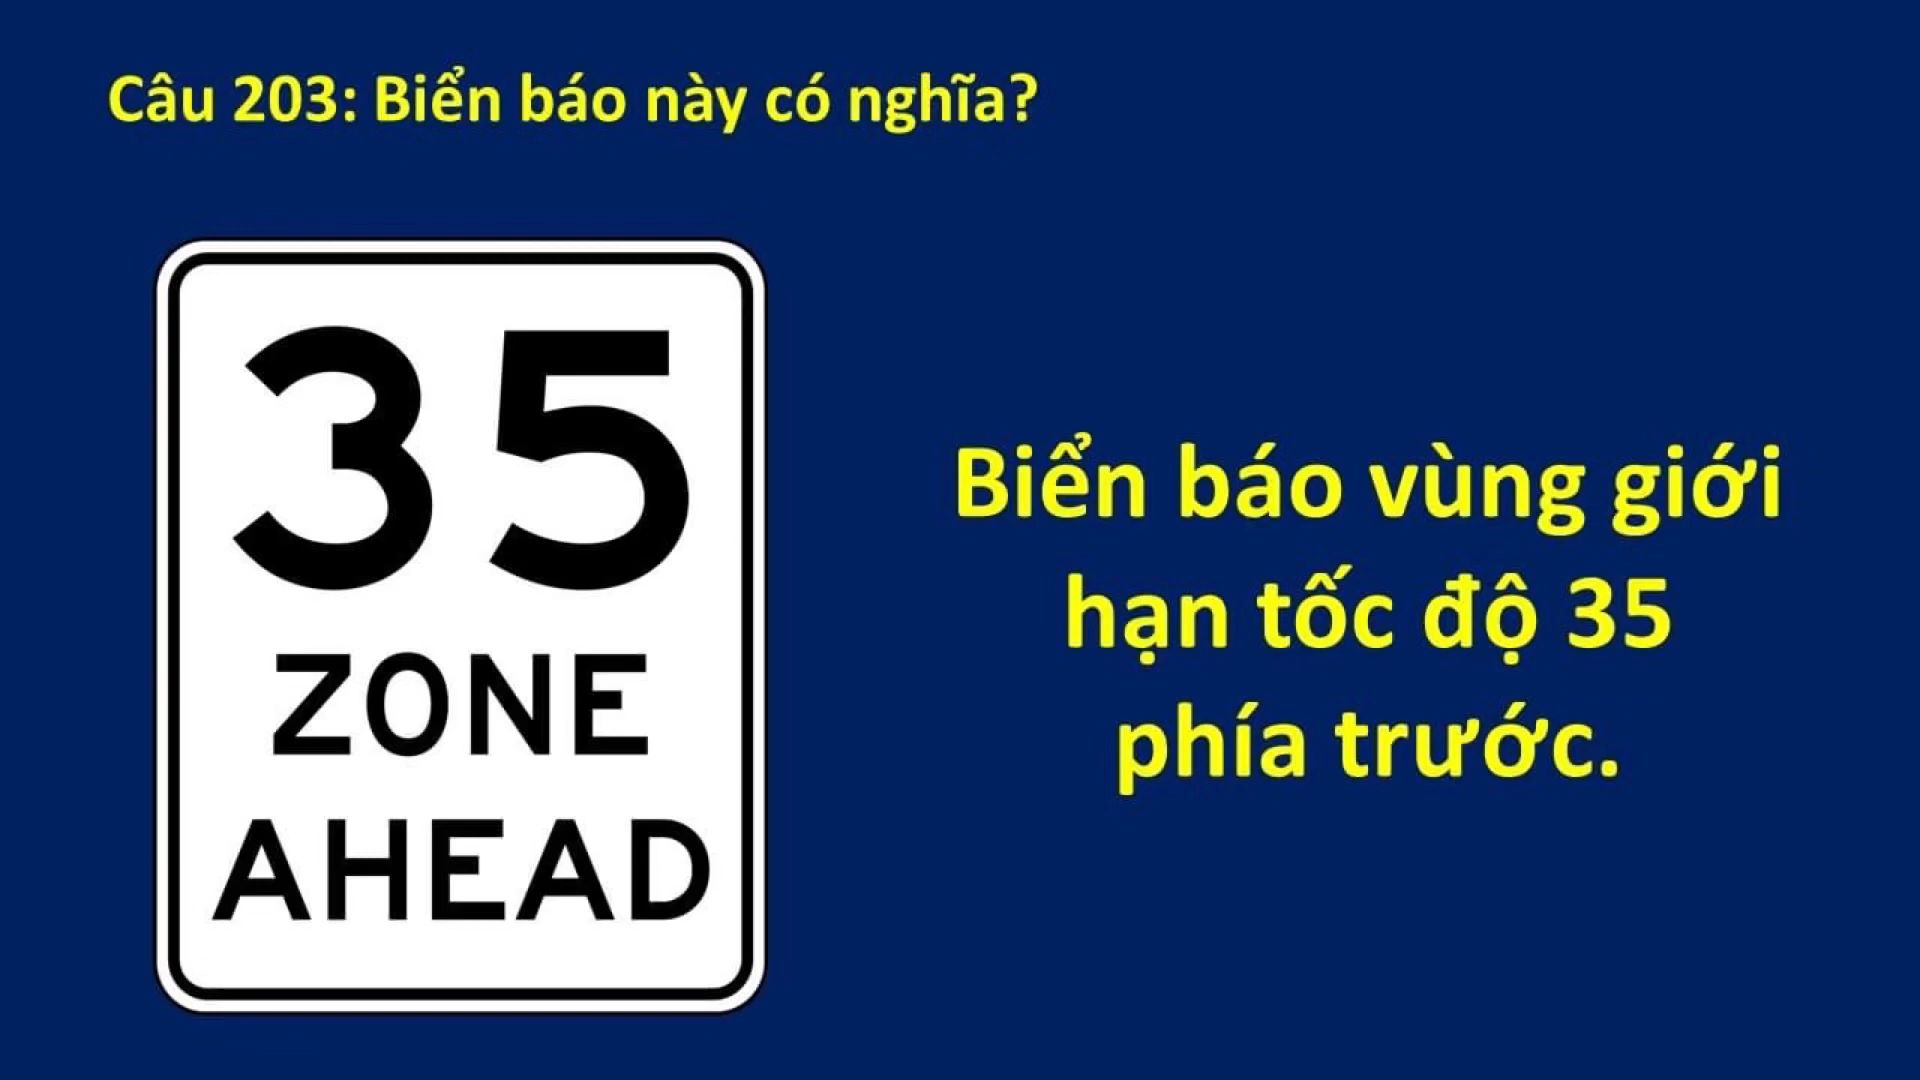 Câu 203: Biển báo này có nghĩa?
35
ZONE
AHEAD
Biển báo vùng giới
hạn tốc độ 35
phía trước.